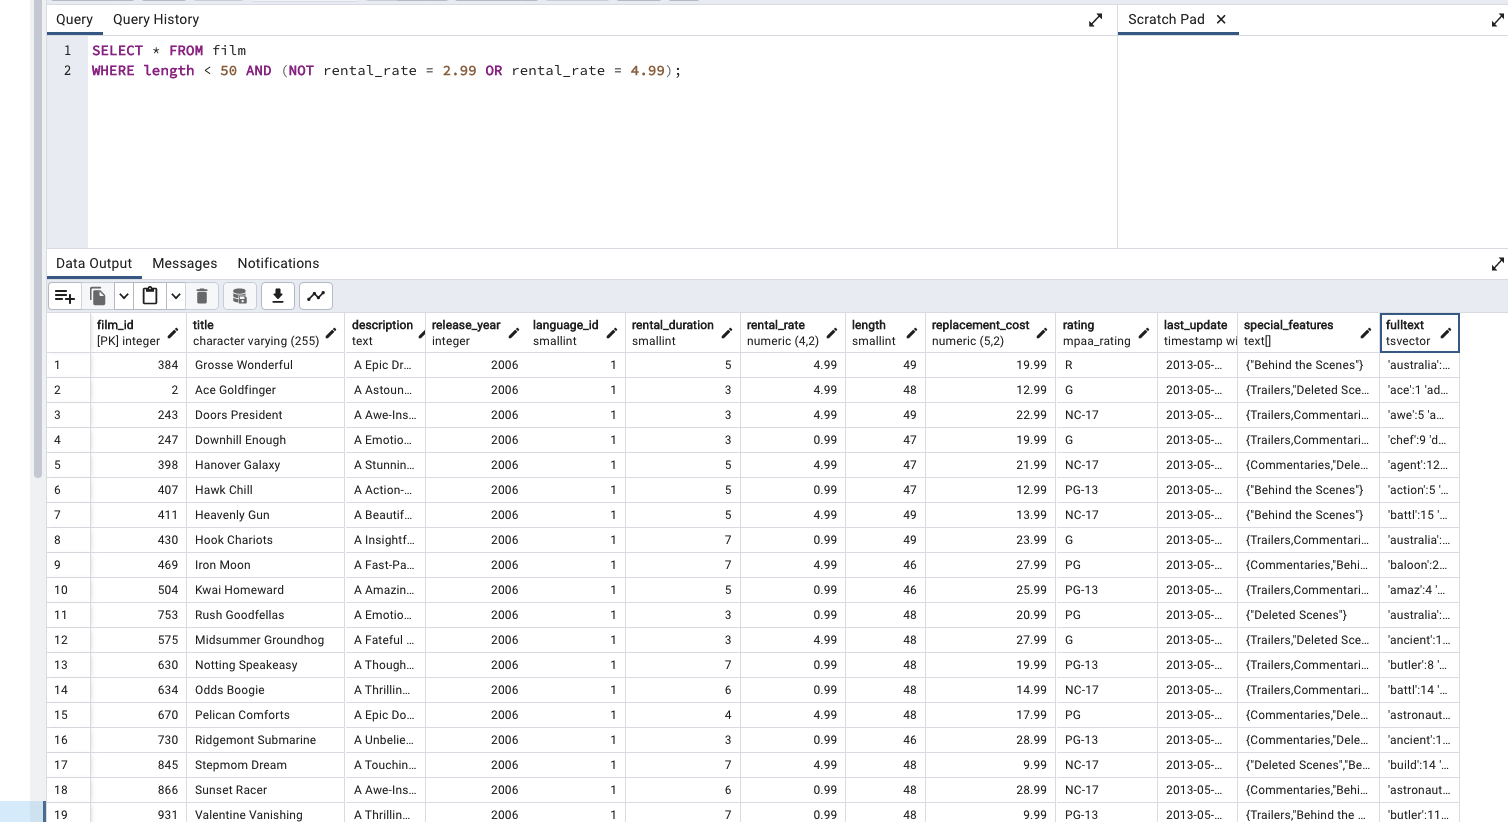 Query Query History Scratch Pad ×
1 SELECT * FROM film
2 WHERE length < 50 AND (NOT rental_rate = 2.99 OR rental_rate = 4.99);
Data Output Messages Notifications
film_id title description release_year language_id rental_duration rental_rate length replacement_cost rating last_update special_features fulltext
[PK] integer character varying (255) text integer smallint smallint numeric (4,2) smallint numeric (5,2) mpaa_rating timestamp wi text[] tsvector
1 384 Grosse Wonderful A Epic Dr... 2006 1 5 4.99 49 19.99 R 2013-05-... {"Behind the Scenes"} 'australia':...
2 2 Ace Goldfinger A Astoun... 2006 1 3 4.99 48 12.99 G 2013-05-... {Trailers,"Deleted Sce... 'ace':1 'ad...
3 243 Doors President A Awe-Ins... 2006 1 3 4.99 49 22.99 NC-17 2013-05-... {Trailers,Commentari... 'awe':5 'a...
4 247 Downhill Enough A Emotio... 2006 1 3 0.99 47 19.99 G 2013-05-... {Trailers,Commentari... 'chef':9 'd...
5 398 Hanover Galaxy A Stunnin... 2006 1 5 4.99 47 21.99 NC-17 2013-05-... {Commentaries,"Dele... 'agent':12...
6 407 Hawk Chill A Action-... 2006 1 5 0.99 47 12.99 PG-13 2013-05-... {"Behind the Scenes"} 'action':5 '...
7 411 Heavenly Gun A Beautif... 2006 1 5 4.99 49 13.99 NC-17 2013-05-... {"Behind the Scenes"} 'battl':15 '...
8 430 Hook Chariots A Insightf... 2006 1 7 0.99 49 23.99 G 2013-05-... {Trailers,Commentari... 'australia':...
9 469 Iron Moon A Fast-Pa... 2006 1 7 4.99 46 27.99 PG 2013-05-... {Commentaries,"Behi... 'baloon':2...
10 504 Kwai Homeward A Amazin... 2006 1 5 0.99 46 25.99 PG-13 2013-05-... {Trailers,Commentari... 'amaz':4 '...
11 753 Rush Goodfellas A Emotio... 2006 1 3 0.99 48 20.99 PG 2013-05-... {"Deleted Scenes"} 'australia':...
12 575 Midsummer Groundhog A Fateful ... 2006 1 3 4.99 48 27.99 G 2013-05-... {Trailers,"Deleted Sce... 'ancient':1...
13 630 Notting Speakeasy A Though... 2006 1 7 0.99 48 19.99 PG-13 2013-05-... {Trailers,Commentari... 'butler':8 '...
14 634 Odds Boogie A Thrillin... 2006 1 6 0.99 48 14.99 NC-17 2013-05-... {Trailers,Commentari... 'battl':14 '...
15 670 Pelican Comforts A Epic Do... 2006 1 4 4.99 48 17.99 PG 2013-05-... {Commentaries,"Dele... 'astronaut...
16 730 Ridgemont Submarine A Unbelie... 2006 1 3 0.99 46 28.99 PG-13 2013-05-... {Commentaries,"Dele... 'ancient':1...
17 845 Stepmom Dream A Touchin... 2006 1 7 4.99 48 9.99 NC-17 2013-05-... {"Deleted Scenes","Be... 'build':14 '...
18 866 Sunset Racer A Awe-Ins... 2006 1 6 0.99 48 28.99 NC-17 2013-05-... {Commentaries,"Behi... 'astronaut...
19 931 Valentine Vanishing A Thrillin... 2006 1 7 0.99 48 9.99 PG-13 2013-05-... {Trailers,"Behind the ... 'butler':11...